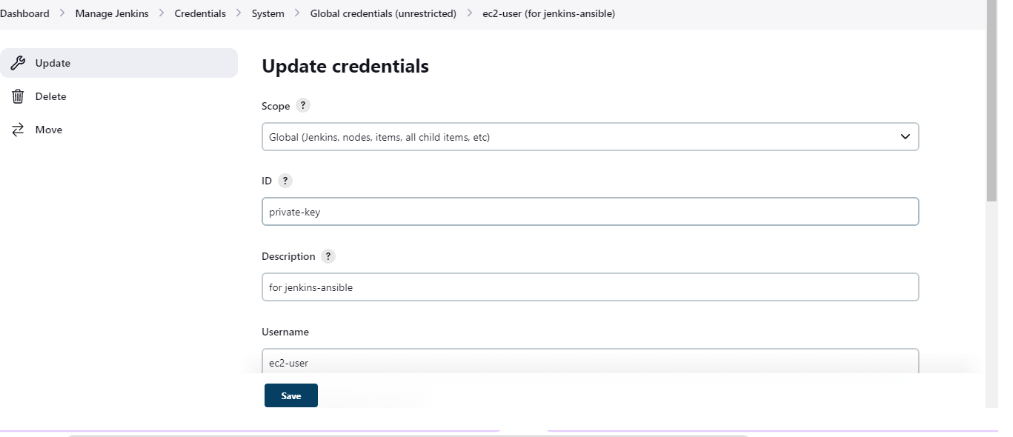 Dashboard > Manage Jenkins > Credentials > System > Global credentials (unrestricted) > ec2-user (for jenkins-ansible)
Update
Delete
Move
Update credentials
Scope ?
Global (Jenkins, nodes, items, all child items, etc)
ID ?
private-key
Description ?
for jenkins-ansible
Username
ec2-user
Save